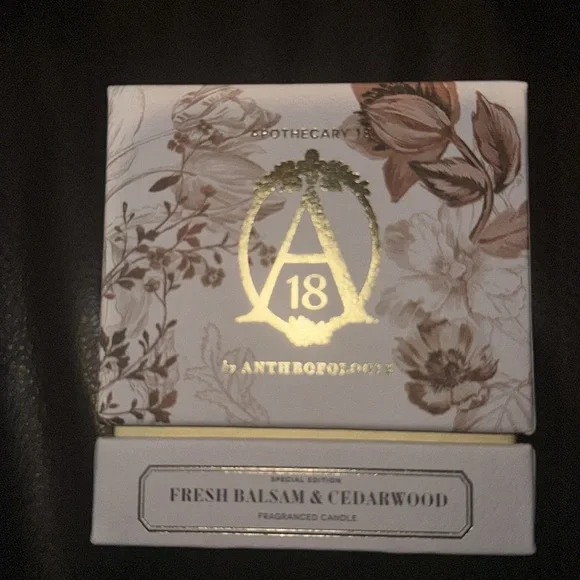 APOTHECARY 18
A
18
by ANTHROPOLOGIE
SPECIAL EDITION
FRESH BALSAM & CEDARWOOD
FRAGRANCED CANDLE